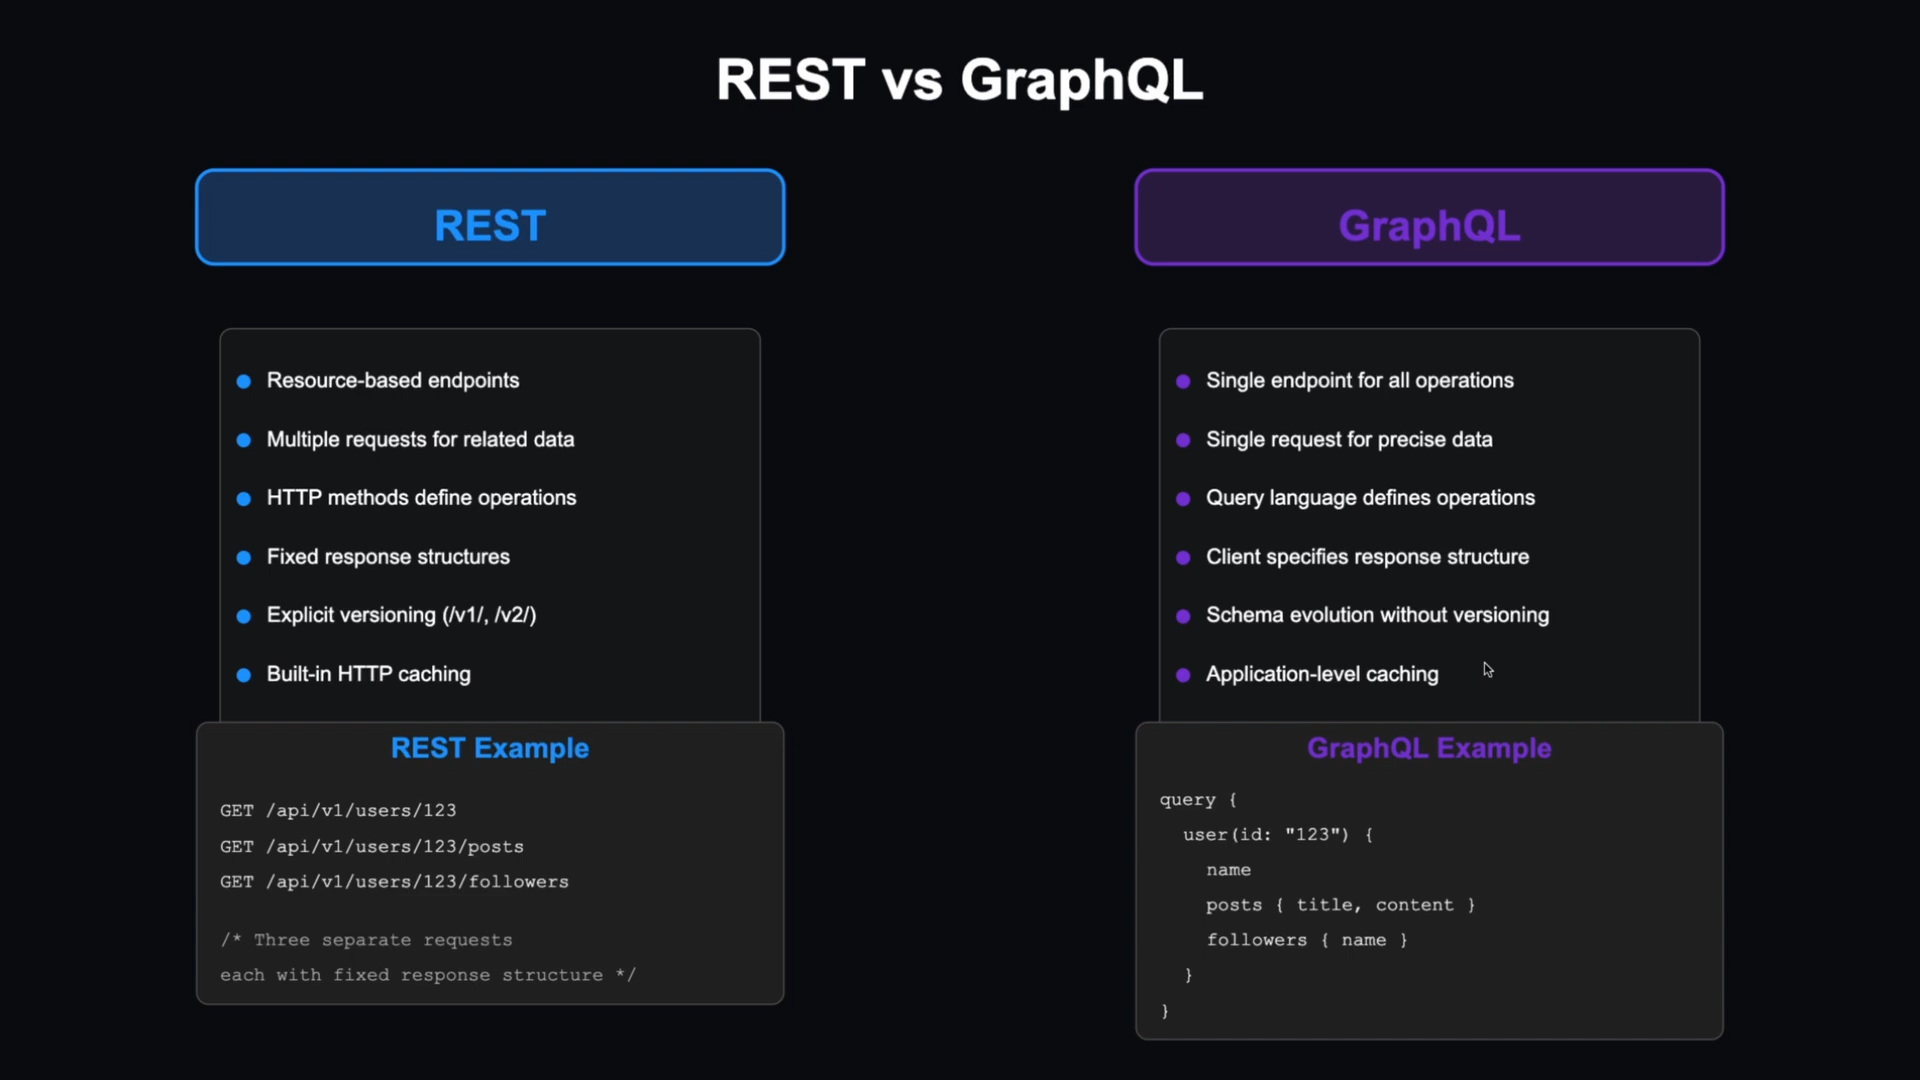 REST vs GraphQL
REST
Resource-based endpoints
Multiple requests for related data
HTTP methods define operations
Fixed response structures
Explicit versioning (/v1/, /v2/)
Built-in HTTP caching
REST Example
GET /api/v1/users/123
GET /api/v1/users/123/posts
GET /api/v1/users/123/followers
/* Three separate requests
each with fixed response structure */
GraphQL
Single endpoint for all operations
Single request for precise data
Query language defines operations
Client specifies response structure
Schema evolution without versioning
Application-level caching
GraphQL Example
query {
  user(id: "123") {
    name
    posts { title, content }
    followers { name }
  }
}